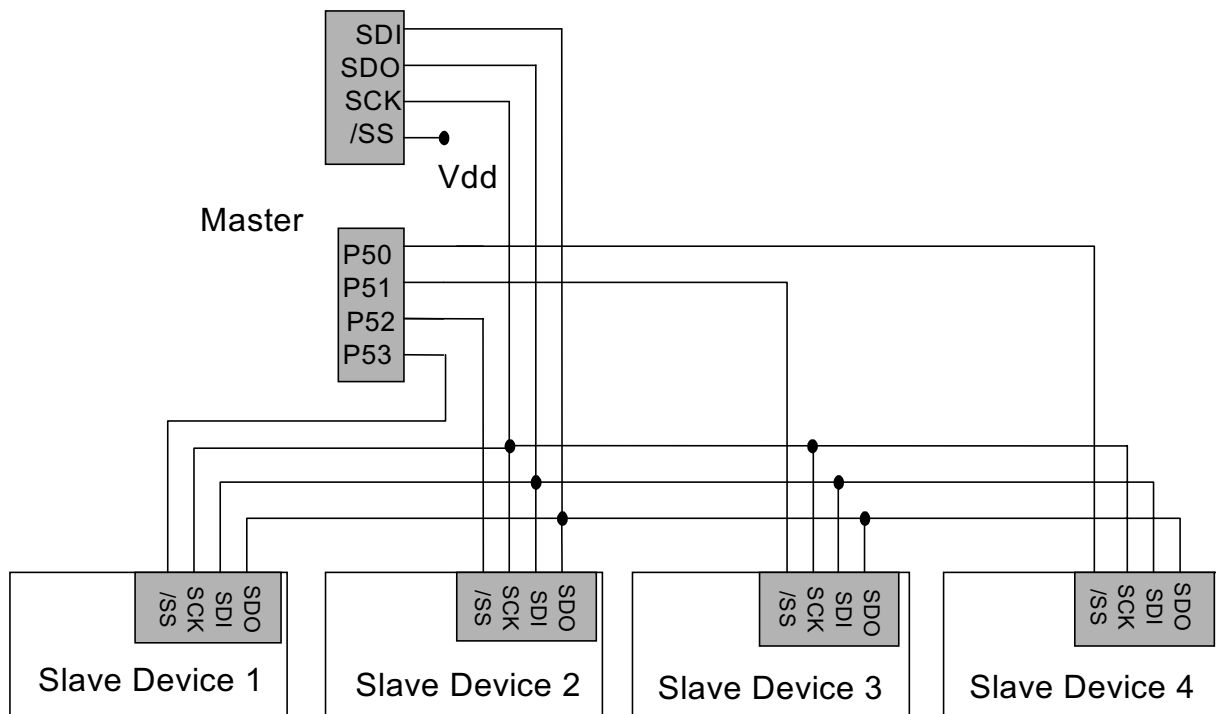 SDI
SDO
SCK
/SS
Vdd
Master
P50
P51
P52
P53
/SS
SCK
SDI
SDO
Slave Device 1
/SS
SCK
SDI
SDO
Slave Device 2
/SS
SCK
SDI
SDO
Slave Device 3
/SS
SCK
SDI
SDO
Slave Device 4